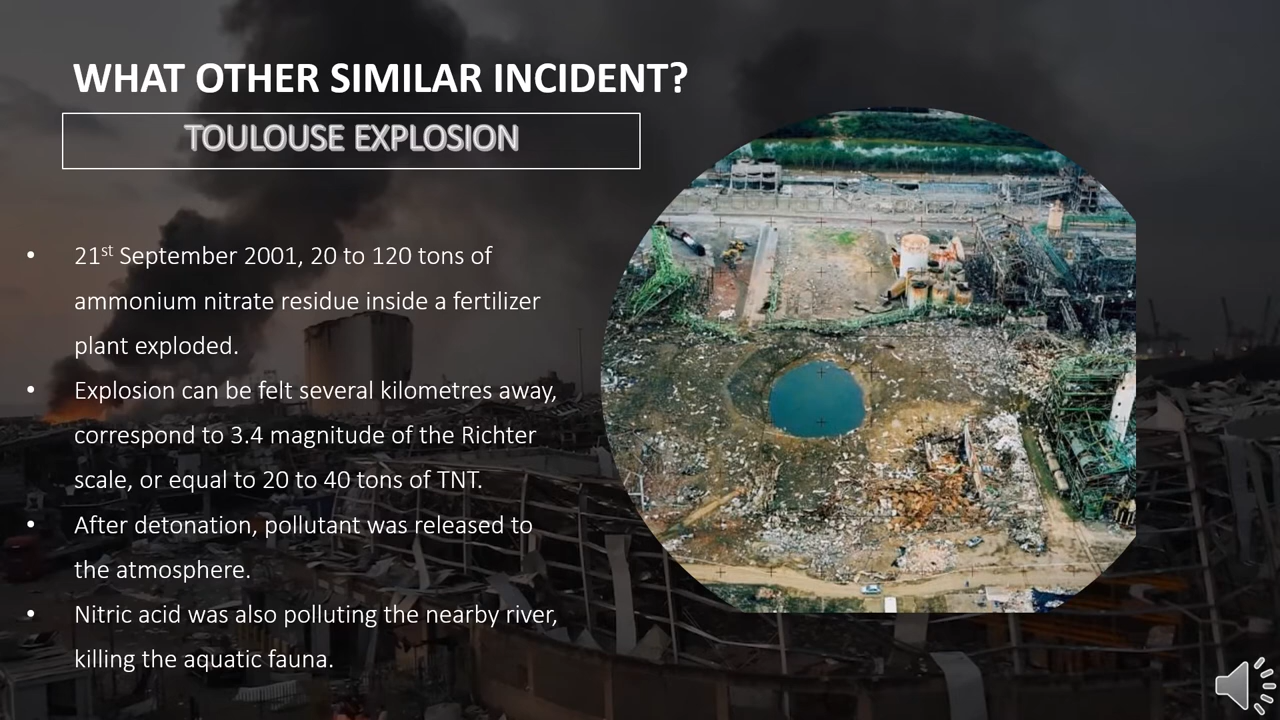 WHAT OTHER SIMILAR INCIDENT?
TOULOUSE EXPLOSION
• 21st September 2001, 20 to 120 tons of
ammonium nitrate residue inside a fertilizer
plant exploded.
• Explosion can be felt several kilometres away,
correspond to 3.4 magnitude of the Richter
scale, or equal to 20 to 40 tons of TNT.
• After detonation, pollutant was released to
the atmosphere.
• Nitric acid was also polluting the nearby river,
killing the aquatic fauna.